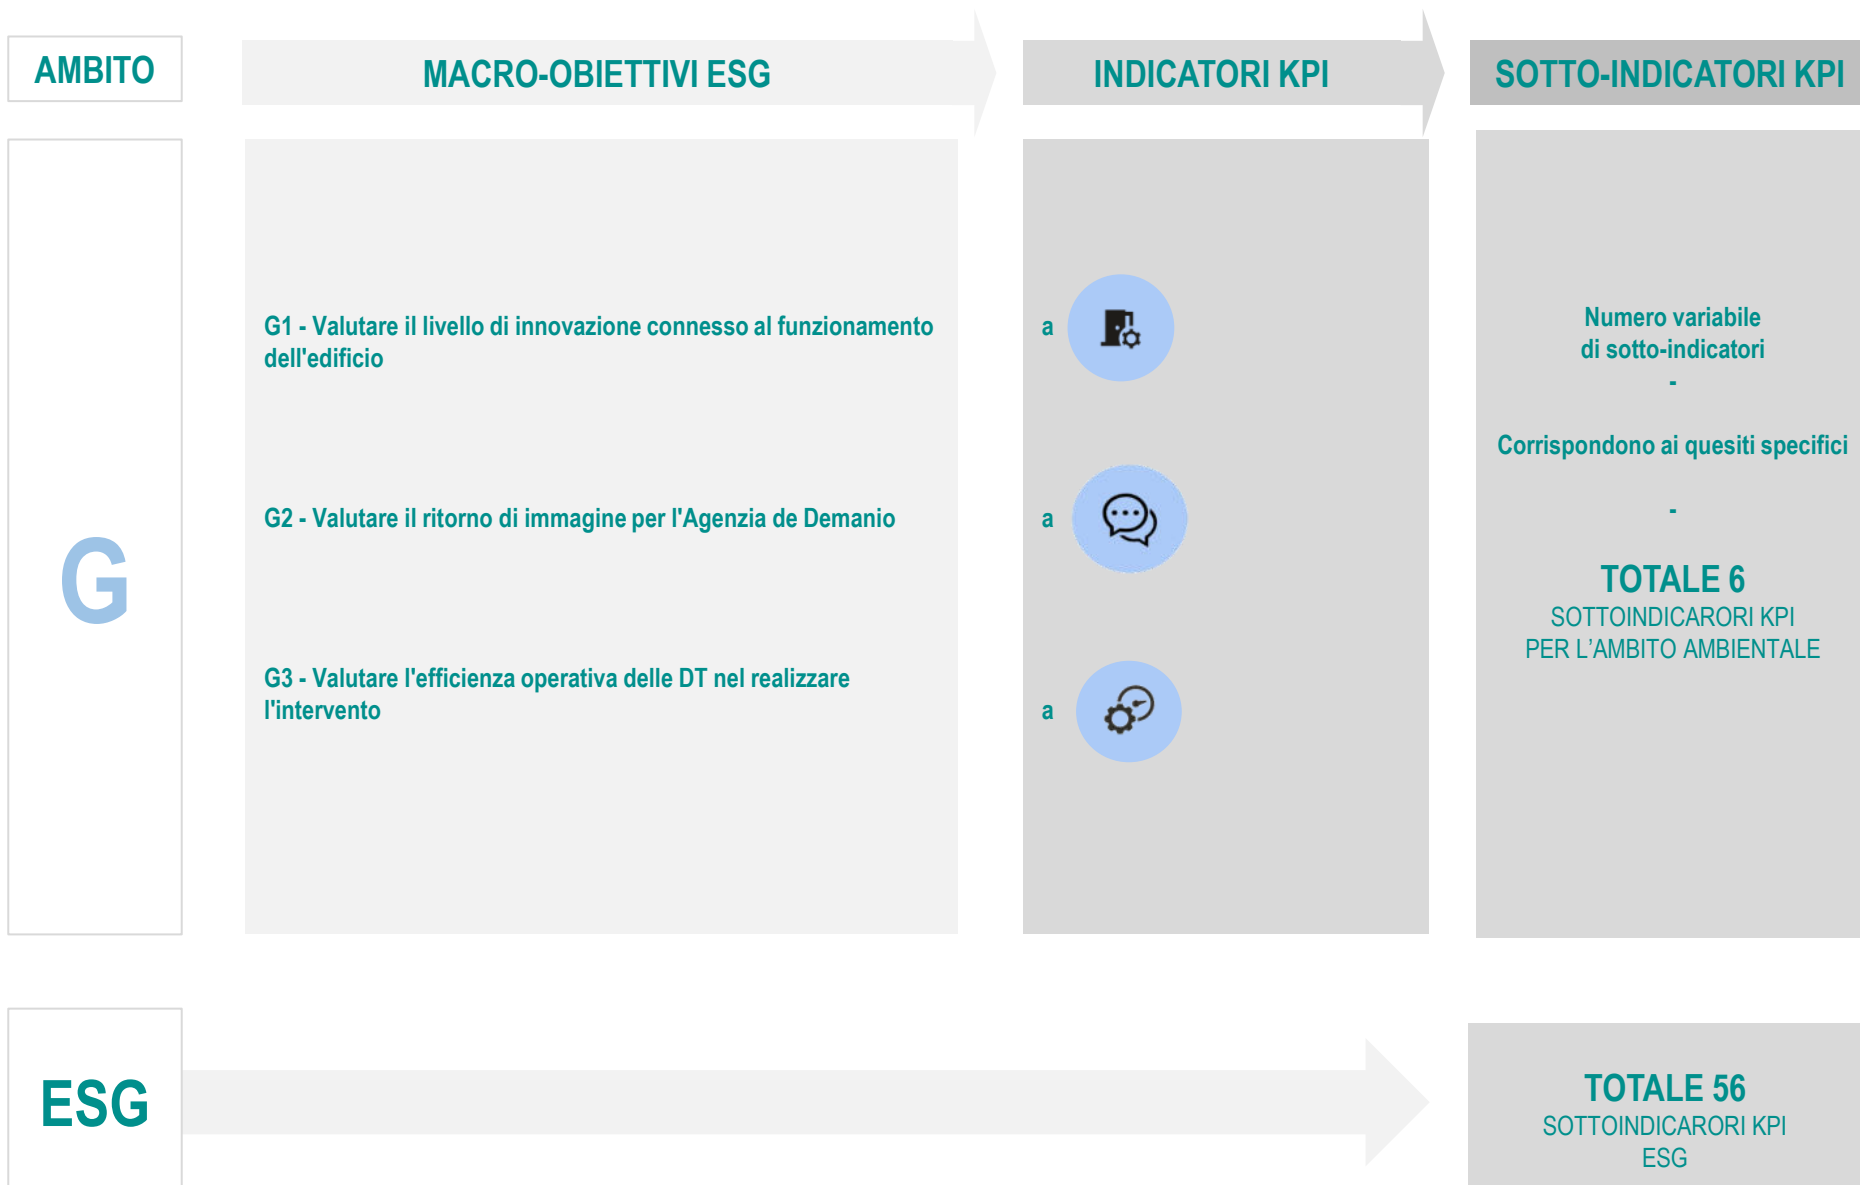 AMBITO
MACRO-OBIETTIVI ESG
INDICATORI KPI
SOTTO-INDICATORI KPI
G
G1 - Valutare il livello di innovazione connesso al funzionamento
dell'edificio
a
G2 - Valutare il ritorno di immagine per l'Agenzia de Demanio
a
G3 - Valutare l'efficienza operativa delle DT nel realizzare
l'intervento
a
Numero variabile
di sotto-indicatori
-
Corrispondono ai quesiti specifici
-
TOTALE 6
SOTTOINDICARORI KPI
PER L’AMBITO AMBIENTALE
ESG
TOTALE 56
SOTTOINDICARORI KPI
ESG